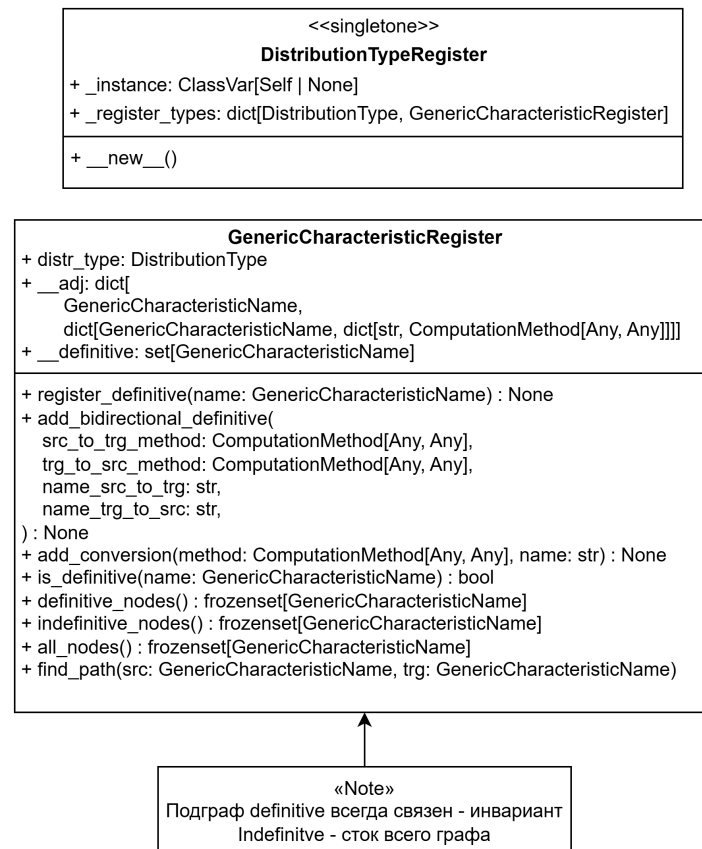 <<singletone>>
DistributionTypeRegister
+ _instance: ClassVar[Self | None]
+ _register_types: dict[DistributionType, GenericCharacteristicRegister]
+ __new__()
GenericCharacteristicRegister
+ distr_type: DistributionType
+ __adj: dict[
GenericCharacteristicName,
dict[GenericCharacteristicName, dict[str, ComputationMethod[Any, Any]]]]
+ __definitive: set[GenericCharacteristicName]
+ register_definitive(name: GenericCharacteristicName) : None
+ add_bidirectional_definitive(
src_to_trg_method: ComputationMethod[Any, Any],
trg_to_src_method: ComputationMethod[Any, Any],
name_src_to_trg: str,
name_trg_to_src: str,
) : None
+ add_conversion(method: ComputationMethod[Any, Any], name: str) : None
+ is_definitive(name: GenericCharacteristicName) : bool
+ definitive_nodes() : frozenset[GenericCharacteristicName]
+ indefinitive_nodes() : frozenset[GenericCharacteristicName]
+ all_nodes() : frozenset[GenericCharacteristicName]
+ find_path(src: GenericCharacteristicName, trg: GenericCharacteristicName)
«Note»
Подграф definitive всегда связен - инвариант
Indefinitve - сток всего графа